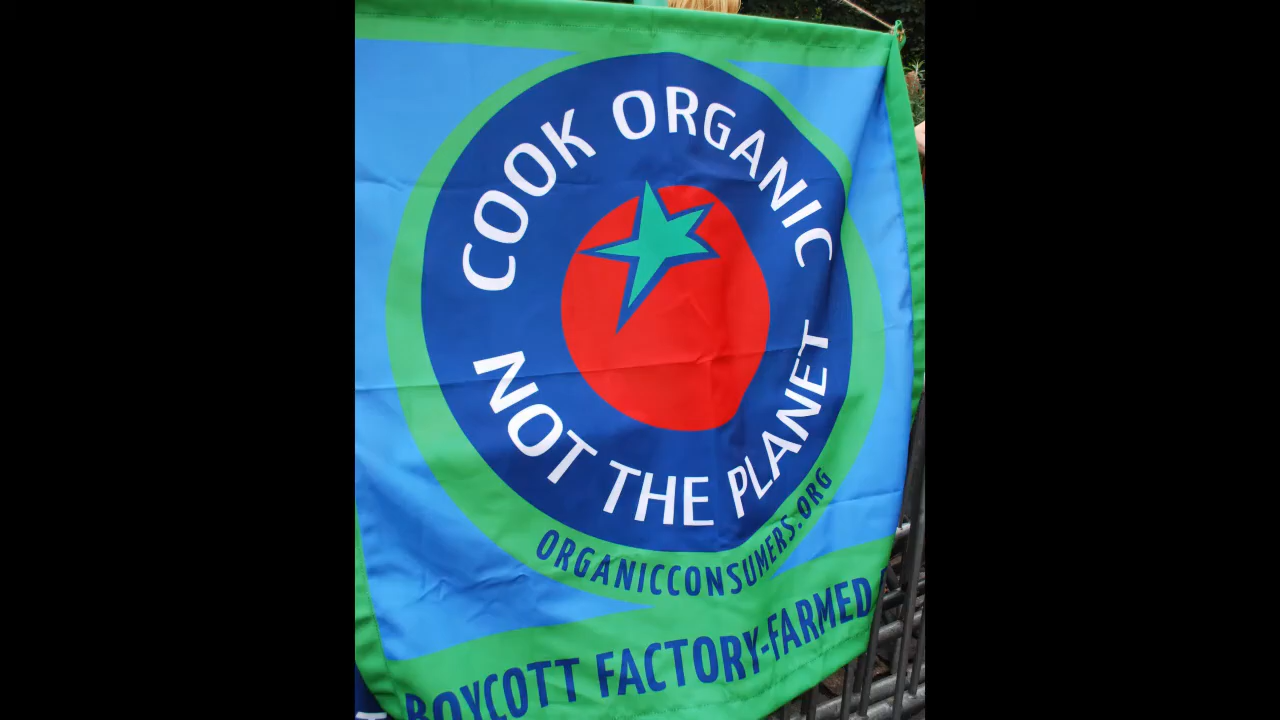 COOK ORGANIC
NOT THE PLANET
ORGANICCONSUMERS.ORG
BOYCOTT FACTORY-FARMED